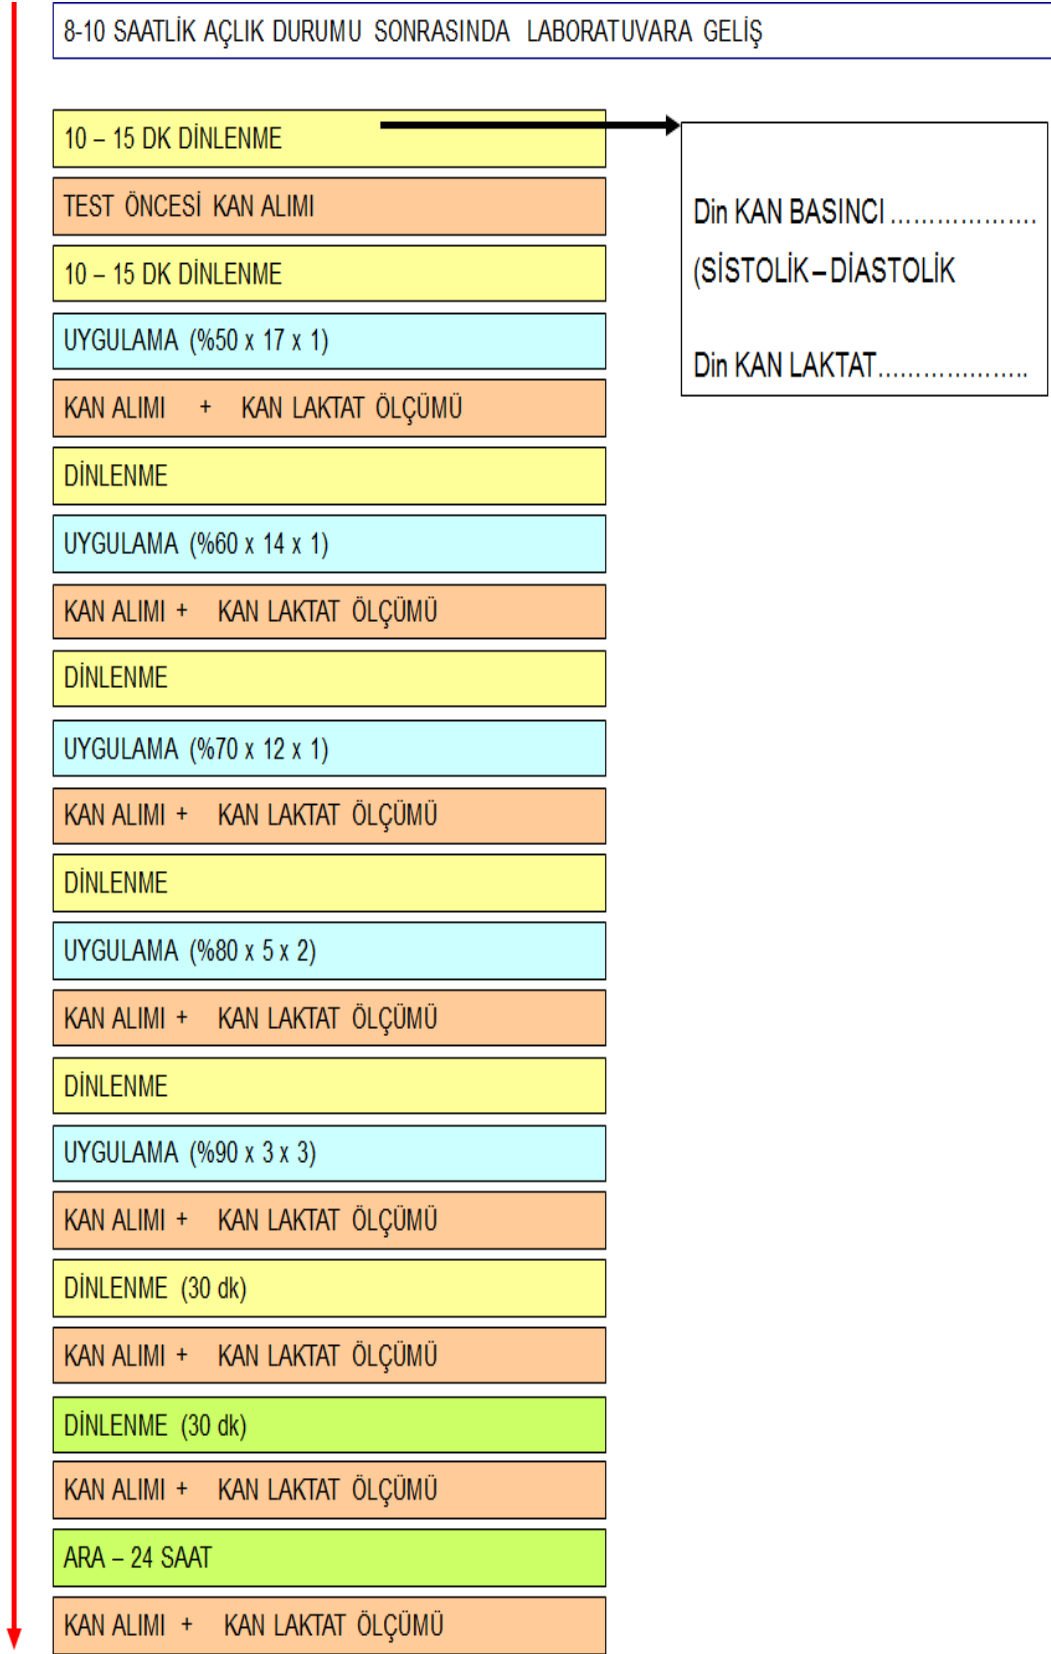 8-10 SAATLİK AÇLIK DURUMU SONRASINDA LABORATUVARA GELİŞ
10 – 15 DK DİNLENME
TEST ÖNCESİ KAN ALIMI
10 – 15 DK DİNLENME
Din KAN BASINCI ………………….
(SİSTOLİK – DİASTOLİK
Din KAN LAKTAT………………..
UYGULAMA (%50 x 17 x 1)
KAN ALIMI + KAN LAKTAT ÖLÇÜMÜ
DİNLENME
UYGULAMA (%60 x 14 x 1)
KAN ALIMI + KAN LAKTAT ÖLÇÜMÜ
DİNLENME
UYGULAMA (%70 x 12 x 1)
KAN ALIMI + KAN LAKTAT ÖLÇÜMÜ
DİNLENME
UYGULAMA (%80 x 5 x 2)
KAN ALIMI + KAN LAKTAT ÖLÇÜMÜ
DİNLENME
UYGULAMA (%90 x 3 x 3)
KAN ALIMI + KAN LAKTAT ÖLÇÜMÜ
DİNLENME (30 dk)
KAN ALIMI + KAN LAKTAT ÖLÇÜMÜ
DİNLENME (30 dk)
KAN ALIMI + KAN LAKTAT ÖLÇÜMÜ
ARA – 24 SAAT
KAN ALIMI + KAN LAKTAT ÖLÇÜMÜ